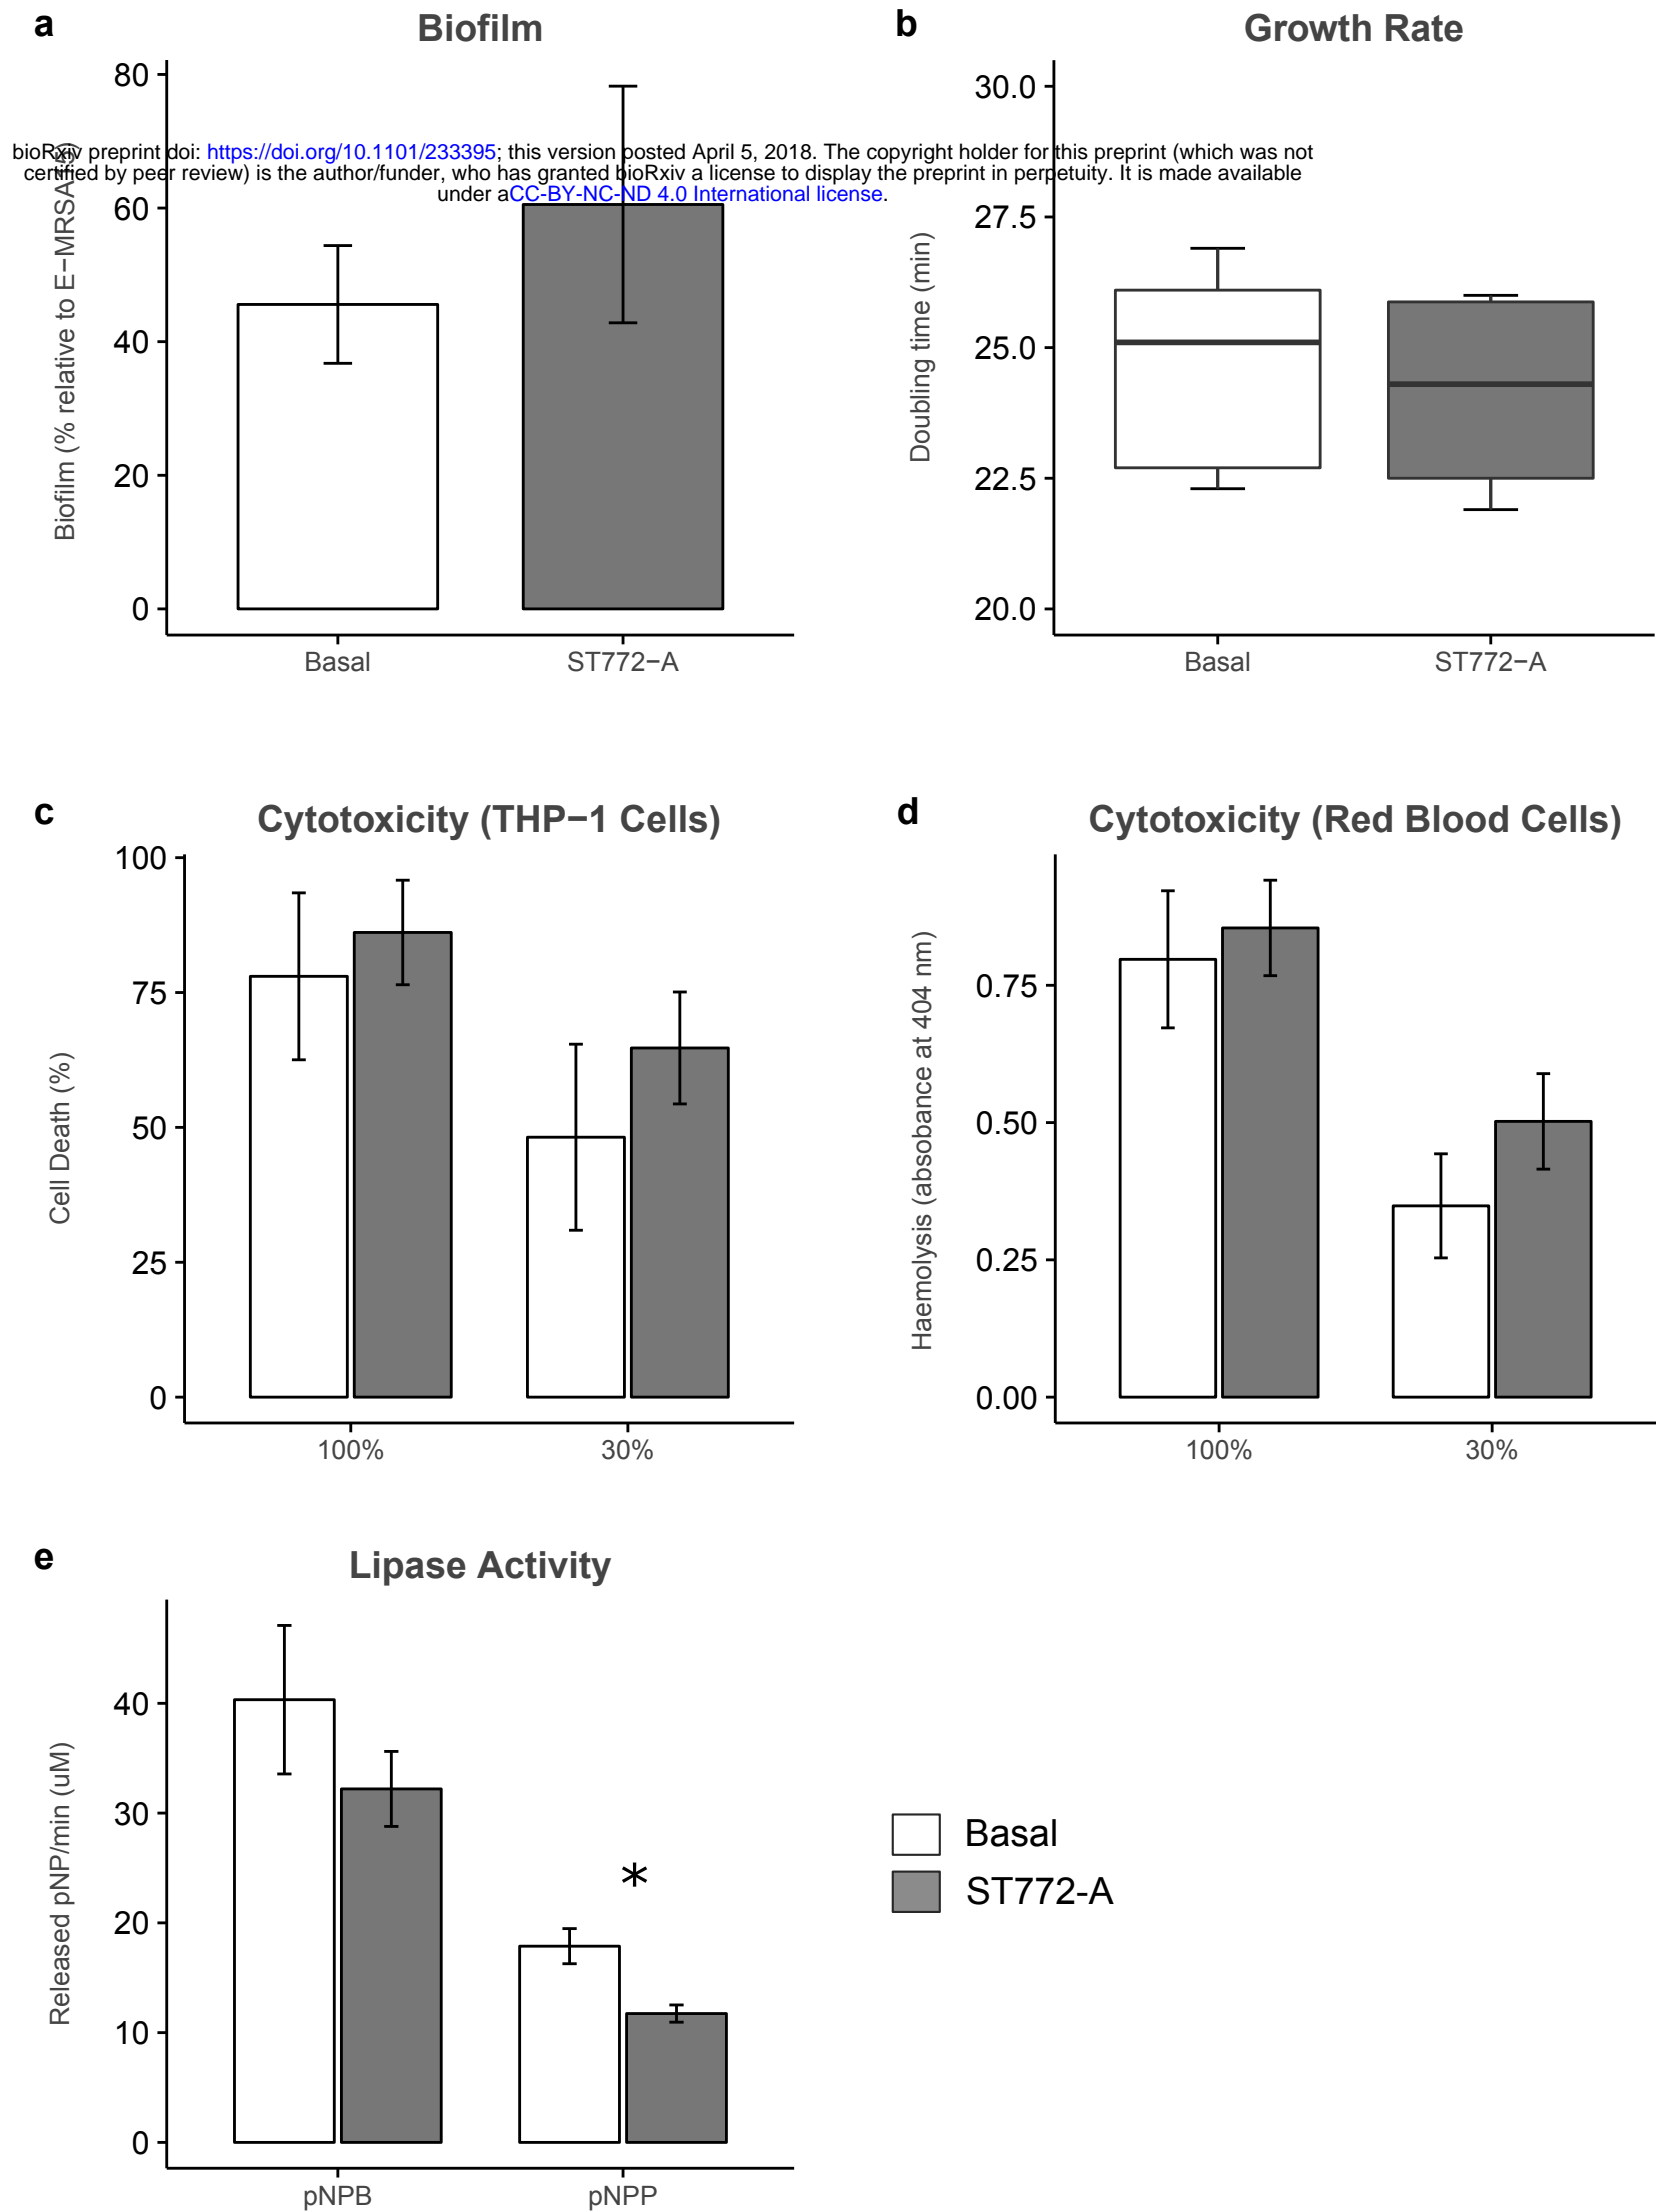 a
Biofilm
80
60
40
20
0
Biofilm (% relative to E−MRSA15)
Basal
ST772−A
b
Growth Rate
30.0
27.5
25.0
22.5
20.0
Doubling time (min)
Basal
ST772−A
bioRxiv preprint doi: https://doi.org/10.1101/233395; this version posted April 5, 2018. The copyright holder for this preprint (which was not
certified by peer review) is the author/funder, who has granted bioRxiv a license to display the preprint in perpetuity. It is made available
under aCC-BY-NC-ND 4.0 International license.
c
Cytotoxicity (THP−1 Cells)
100
75
50
25
0
Cell Death (%)
100%
30%
d
Cytotoxicity (Red Blood Cells)
0.75
0.50
0.25
0.00
Haemolysis (absobance at 404 nm)
100%
30%
e
Lipase Activity
40
30
20
10
0
Released pNP/min (uM)
*
pNPB
pNPP
Basal
ST772-A